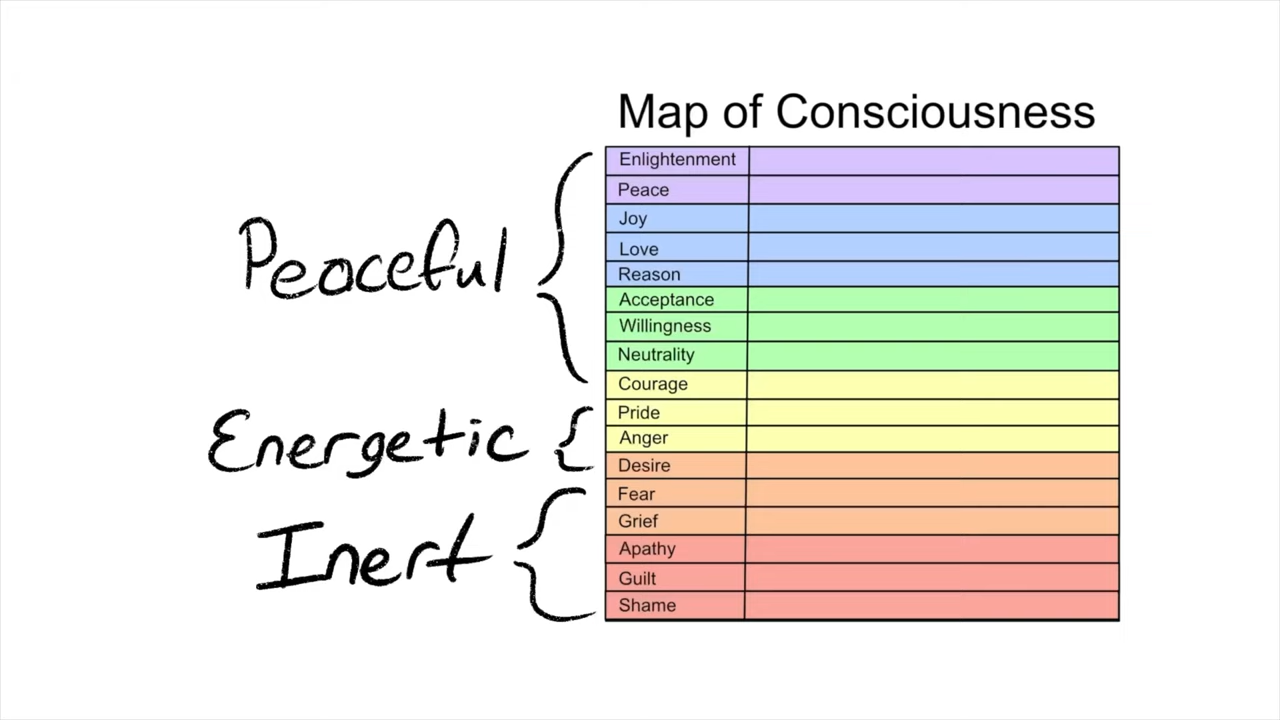 Map of Consciousness
Enlightenment
Peace
Joy
Love
Reason
Acceptance
Willingness
Neutrality
Courage
Pride
Anger
Desire
Fear
Grief
Apathy
Guilt
Shame
Peaceful
Energetic
Inert